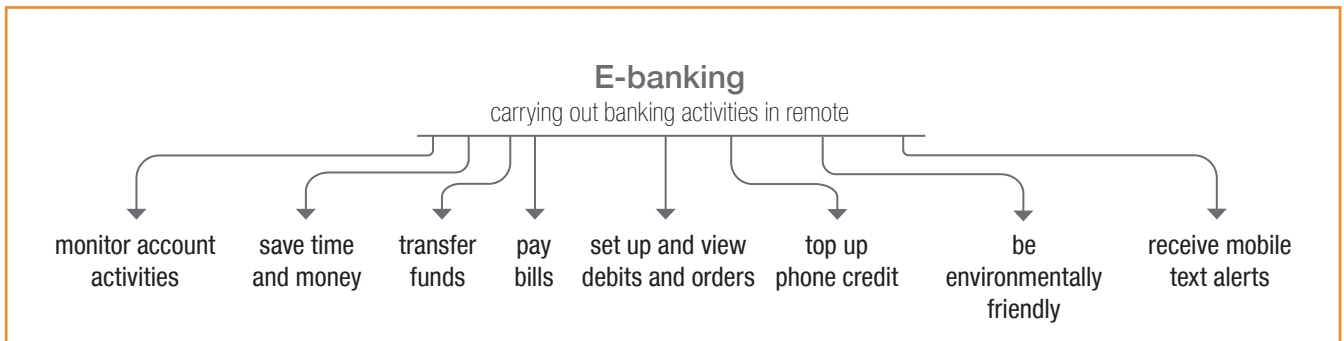 E-banking
carrying out banking activities in remote
monitor account
activities
save time
and money
transfer
funds
pay
bills
set up and view
debits and orders
top up
phone credit
be
environmentally
friendly
receive mobile
text alerts